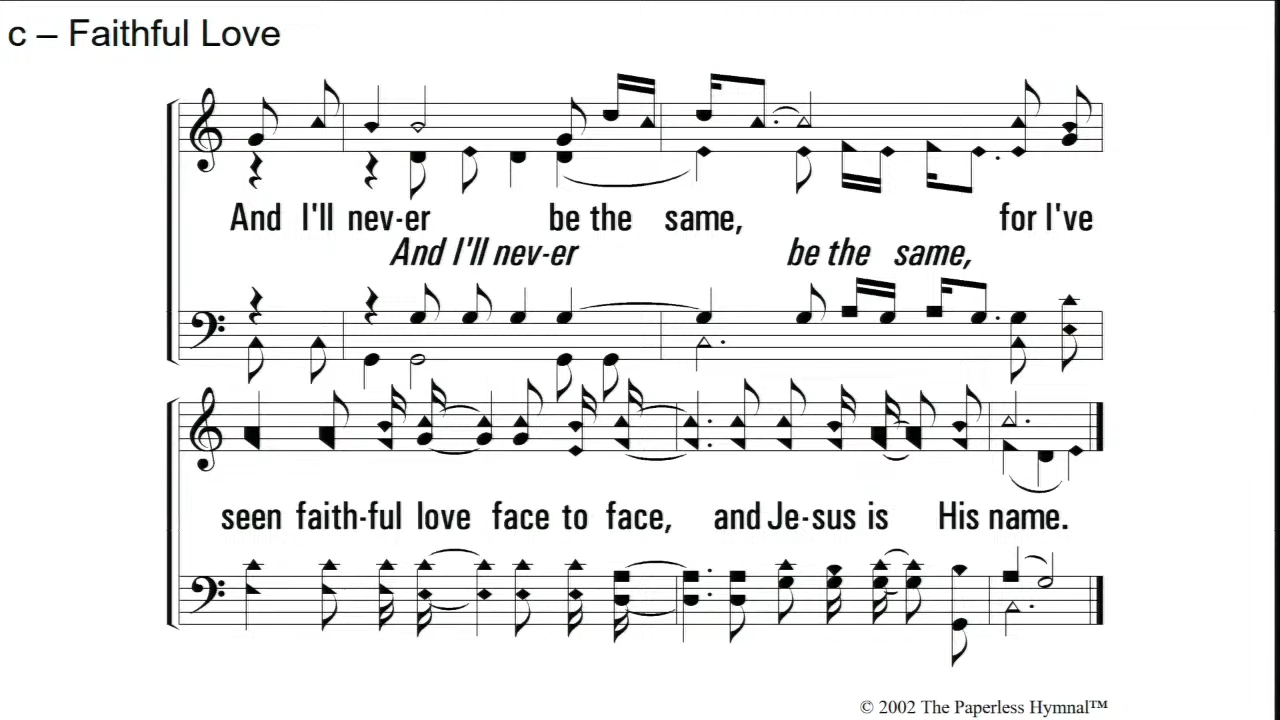 c – Faithful Love
And I'll nev-er be the same, for I've
And I'll nev-er be the same,
seen faith-ful love face to face, and Je-sus is His name.
© 2002 The Paperless Hymnal™